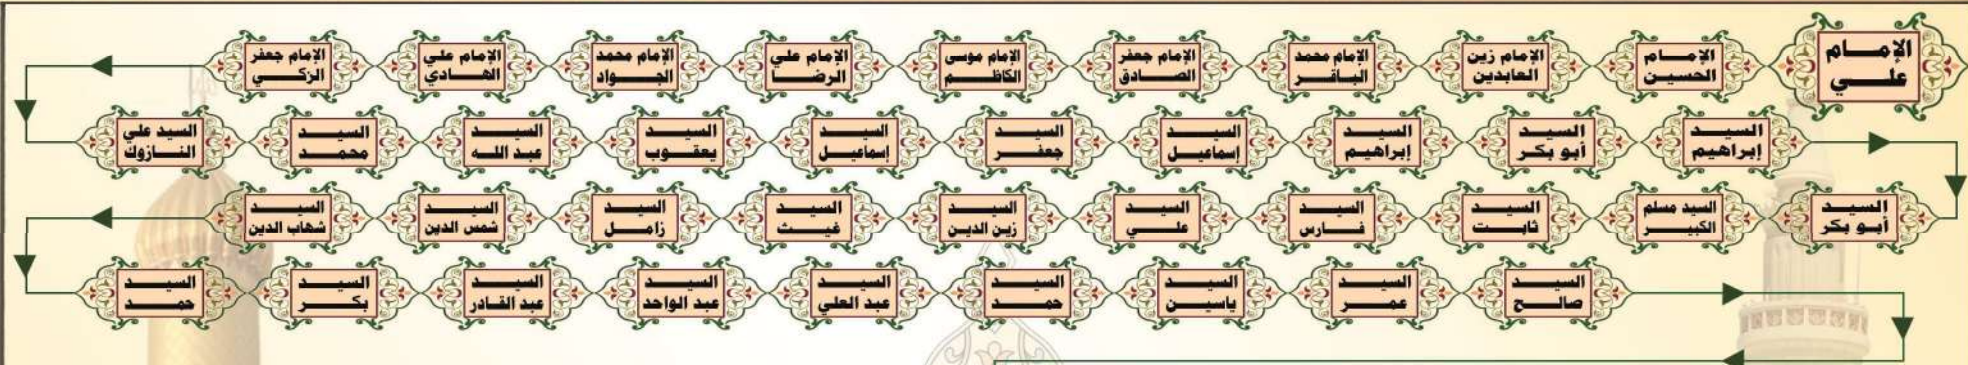 الإمام
علي
الإمام
الحسين
الإمام زين
العابدين
الإمام محمد
الباقر
الإمام جعفر
الصادق
الإمام موسى
الكاظم
الإمام علي
الرضا
الإمام محمد
الجواد
الإمام علي
الهادي
الإمام جعفر
الزكي
السيد علي
النازوك
السيد
محمد
السيد
عبد الله
السيد
يعقوب
السيد
إسماعيل
السيد
جعفر
السيد
إسماعيل
السيد
إبراهيم
السيد
أبو بكر
السيد
إبراهيم
السيد
أبو بكر
السيد مسلم
الكبير
السيد
ثابت
السيد
فارس
السيد
علي
السيد
زين الدين
السيد
غيث
السيد
زامل
السيد
شمس الدين
السيد
شهاب الدين
السيد
حمد
السيد
بكر
السيد
عبد القادر
السيد
عبد الواحد
السيد
عبد العلي
السيد
حمد
السيد
ياسين
السيد
عمر
السيد
صالح